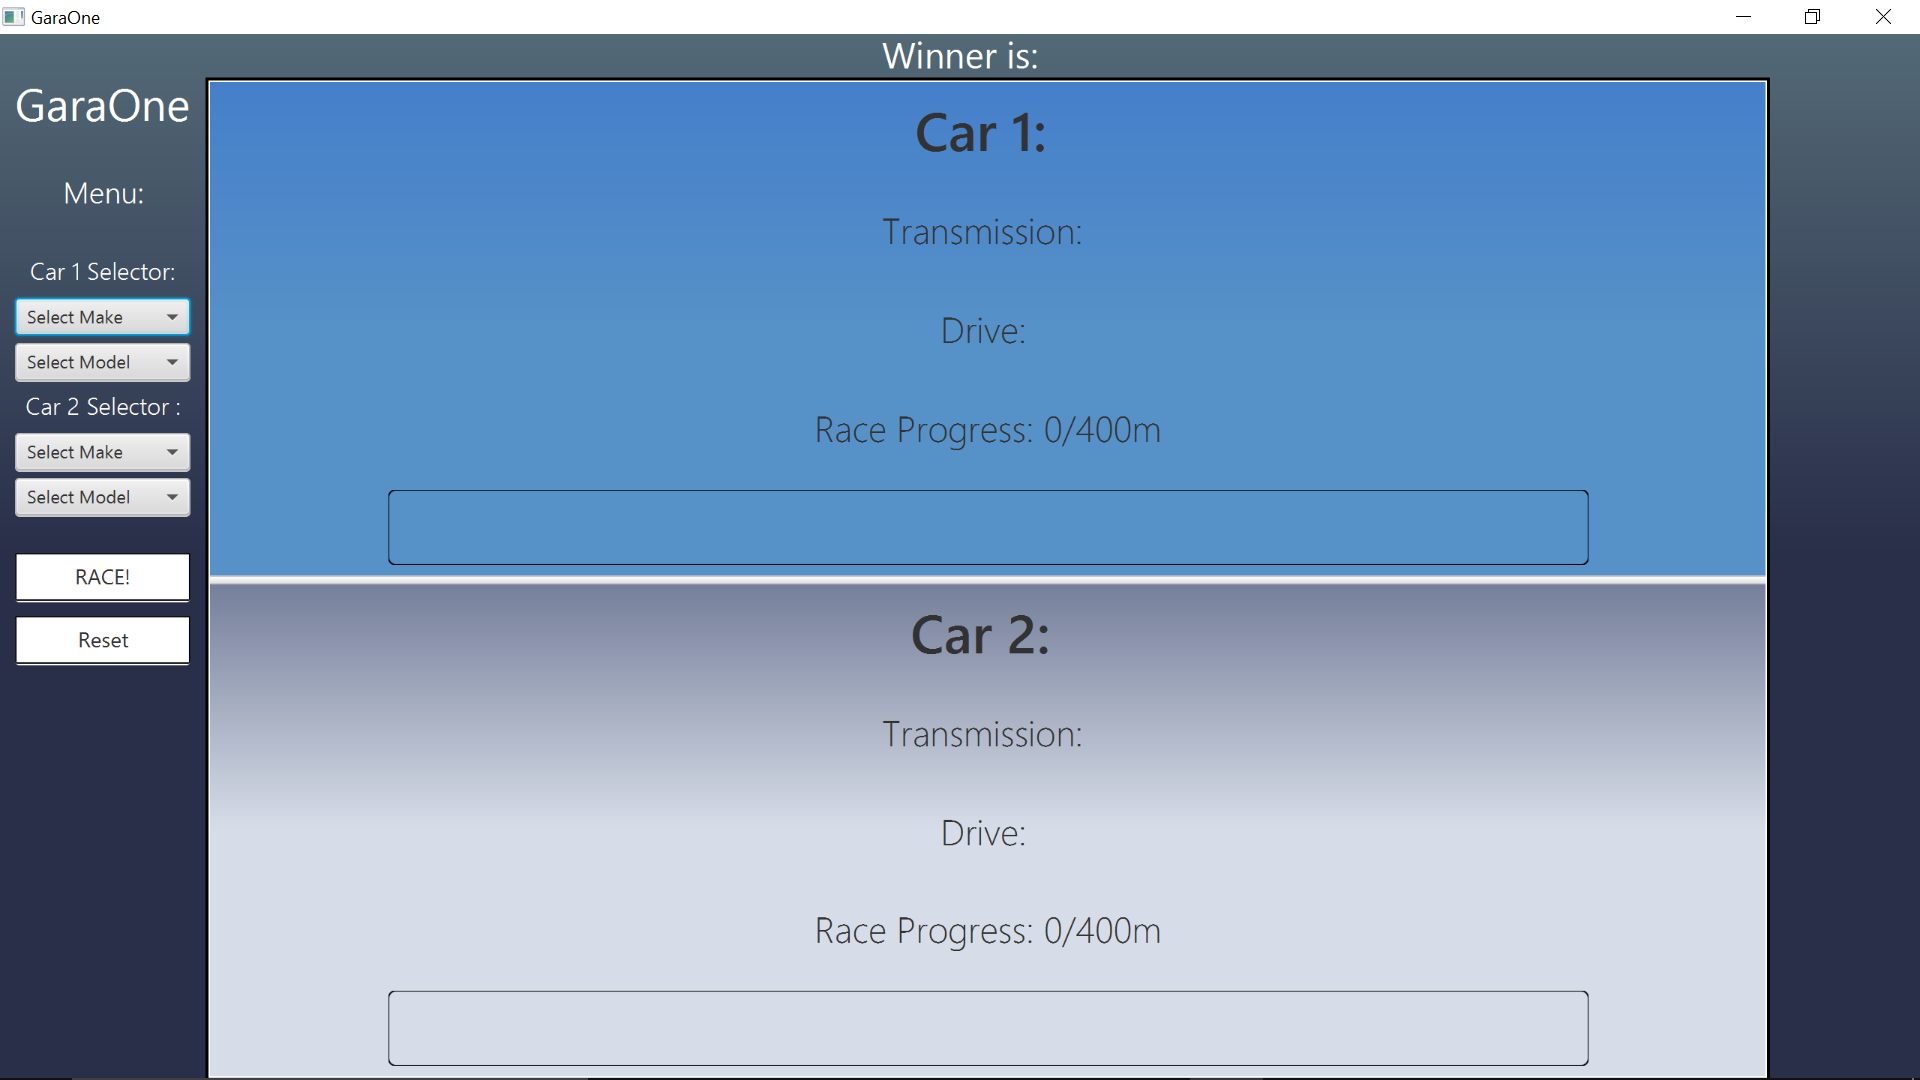 GaraOne
Winner is:
GaraOne
Menu:
Car 1 Selector:
Select Make
Select Model
Car 2 Selector :
Select Make
Select Model
RACE!
Reset
Car 1:
Transmission:
Drive:
Race Progress: 0/400m
Car 2:
Transmission:
Drive:
Race Progress: 0/400m